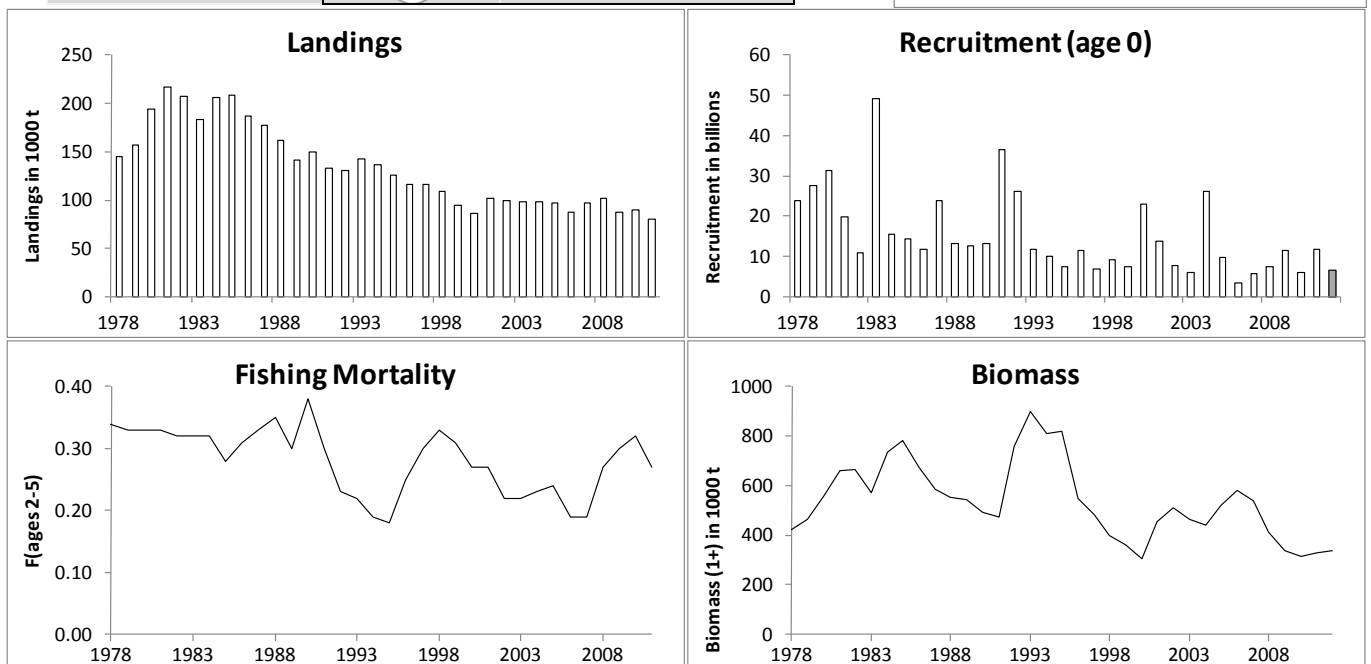 Landings
Landings in 1000 t
250
200
150
100
50
0
1978 1983 1988 1993 1998 2003 2008
Recruitment (age 0)
Recruitment in billions
60
50
40
30
20
10
0
1978 1983 1988 1993 1998 2003 2008
Fishing Mortality
F(ages 2-5)
0.40
0.30
0.20
0.10
0.00
1978 1983 1988 1993 1998 2003 2008
Biomass
Biomass (1+) in 1000 t
1000
800
600
400
200
0
1978 1983 1988 1993 1998 2003 2008